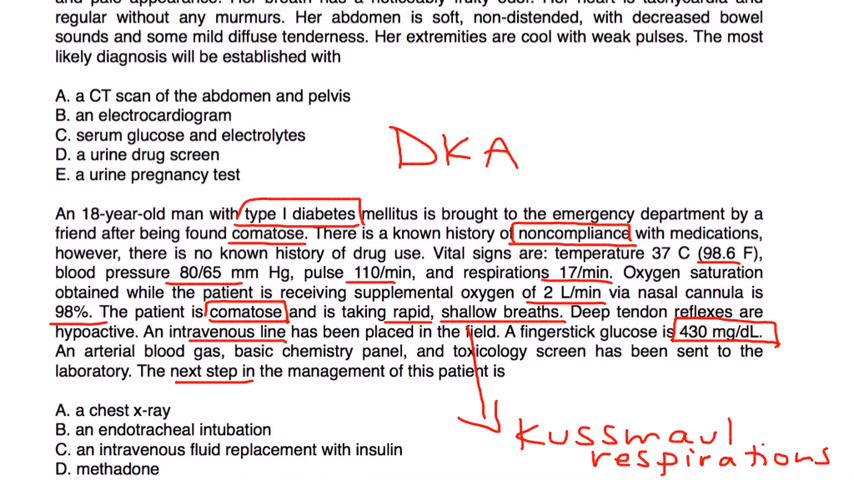 and pale appearance. Her breath has a noticeably fruity odor. Her heart is tachycardia and
regular without any murmurs. Her abdomen is soft, non-distended, with decreased bowel
sounds and some mild diffuse tenderness. Her extremities are cool with weak pulses. The most
likely diagnosis will be established with
A. a CT scan of the abdomen and pelvis
B. an electrocardiogram
C. serum glucose and electrolytes
D. a urine drug screen
E. a urine pregnancy test
DKA
An 18-year-old man with type I diabetes mellitus is brought to the emergency department by a
friend after being found comatose. There is a known history of noncompliance with medications,
however, there is no known history of drug use. Vital signs are: temperature 37 C (98.6 F),
blood pressure 80/65 mm Hg, pulse 110/min, and respirations 17/min. Oxygen saturation
obtained while the patient is receiving supplemental oxygen of 2 L/min via nasal cannula is
98%. The patient is comatose and is taking rapid, shallow breaths. Deep tendon reflexes are
hypoactive. An intravenous line has been placed in the field. A fingerstick glucose is 430 mg/dL.
An arterial blood gas, basic chemistry panel, and toxicology screen has been sent to the
laboratory. The next step in the management of this patient is
A. a chest x-ray
B. an endotracheal intubation
C. an intravenous fluid replacement with insulin
D. methadone
Kussmaul
respirations